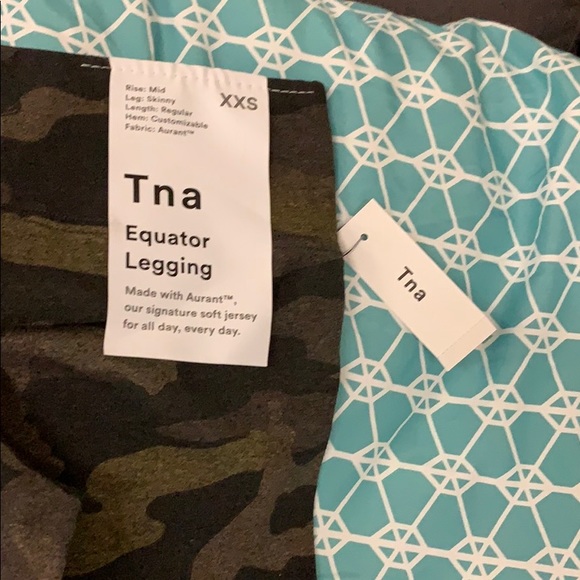 Rise: Mid
Leg: Skinny
Length: Regular
Hem: Customizable
Fabric: Aurant™
XXS
Tna
Equator
Legging
Made with Aurant™,
our signature soft jersey
for all day, every day.
Tna